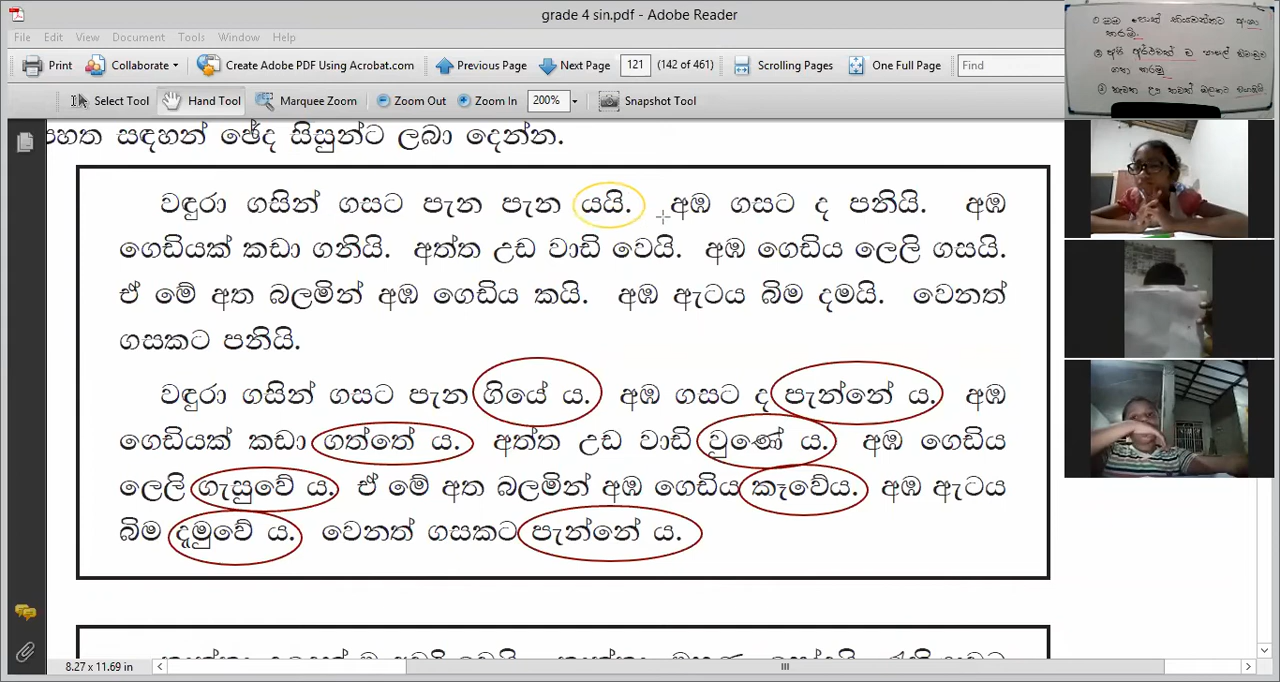 grade 4 sin.pdf - Adobe Reader
File Edit View Document Tools Window Help
Print Collaborate Create Adobe PDF Using Acrobat.com Previous Page Next Page 121 (142 of 461) Scrolling Pages One Full Page Find
Select Tool Hand Tool Marquee Zoom Zoom Out Zoom In 200% Snapshot Tool
පහත සඳහන් ඡේද සිසුන්ට ලබා දෙන්න.
වඳුරා ගසින් ගසට පැන පැන යයි. අඹ ගසට ද පනියි. අඹ
ගෙඩියක් කඩා ගනියි. අත්ත උඩ වාඩි වෙයි. අඹ ගෙඩිය ලෙලි ගසයි.
ඒ මේ අත බලමින් අඹ ගෙඩිය කයි. අඹ ඇටය බිම දමයි. වෙනත්
ගසකට පනියි.
වඳුරා ගසින් ගසට පැන ගියේ ය. අඹ ගසට ද පැන්නේ ය. අඹ
ගෙඩියක් කඩා ගත්තේ ය. අත්ත උඩ වාඩි වුණේ ය. අඹ ගෙඩිය
ලෙලි ගැසුවේ ය. ඒ මේ අත බලමින් අඹ ගෙඩිය කෑවේය. අඹ ඇටය
බිම දැමුවේ ය. වෙනත් ගසකට පැන්නේ ය.
8.27 x 11.69 in